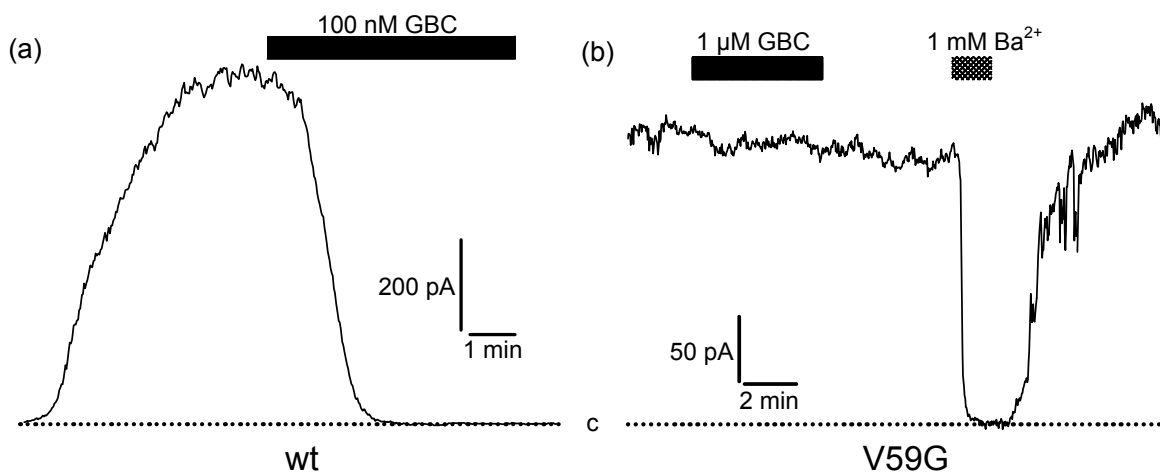 (a)
100 nM GBC
200 pA
1 min
wt
(b)
1 μM GBC
1 mM Ba²⁺
50 pA
2 min
c
V59G